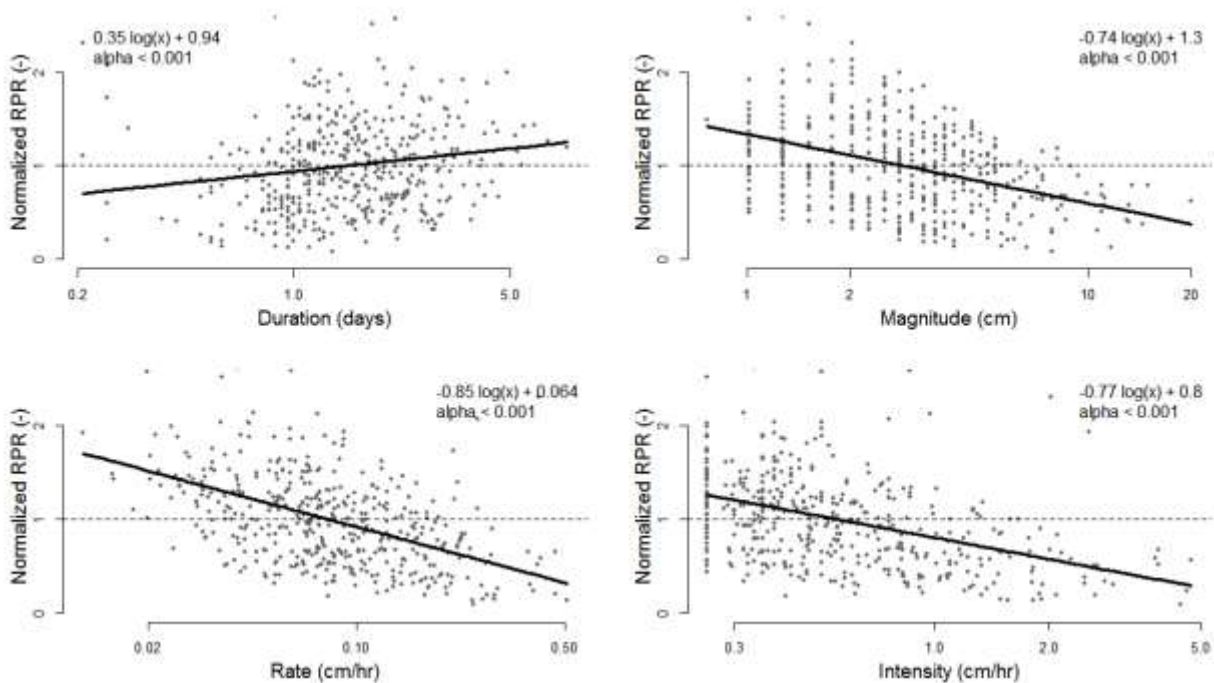 0.35 log(x) + 0.94
alpha < 0.001
Normalized RPR (-)
2
1
0
0.2
1.0
5.0
Duration (days)
-0.74 log(x) + 1.3
alpha < 0.001
Normalized RPR (-)
2
1
0
1
2
10
20
Magnitude (cm)
-0.85 log(x) + 0.064
alpha < 0.001
Normalized RPR (-)
2
1
0
0.02
0.10
0.50
Rate (cm/hr)
-0.77 log(x) + 0.8
alpha < 0.001
Normalized RPR (-)
2
1
0
0.3
1.0
2.0
5.0
Intensity (cm/hr)